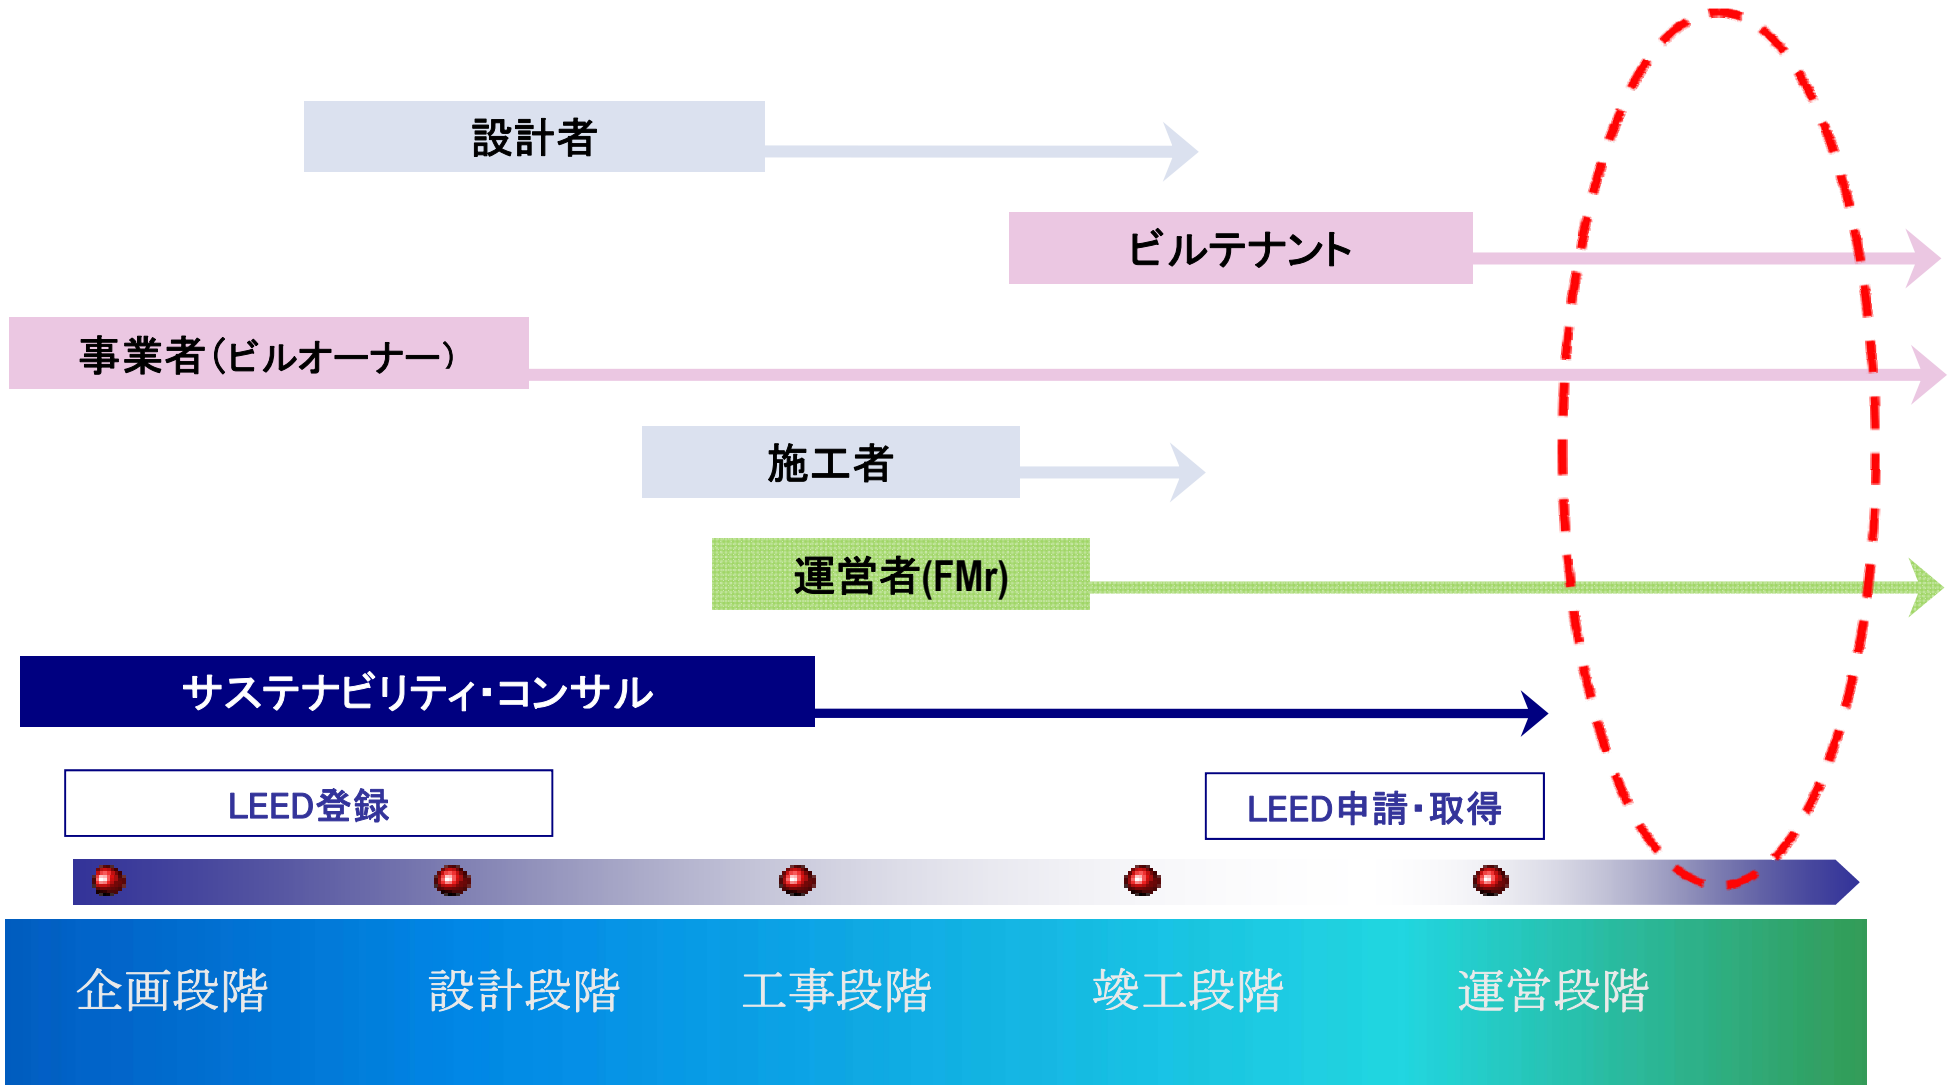 設計者
ビルテナント
事業者（ビルオーナー）
施工者
運営者(FMr)
サステナビリティ・コンサル
LEED登録
LEED申請・取得
企画段階
設計段階
工事段階
竣工段階
運営段階